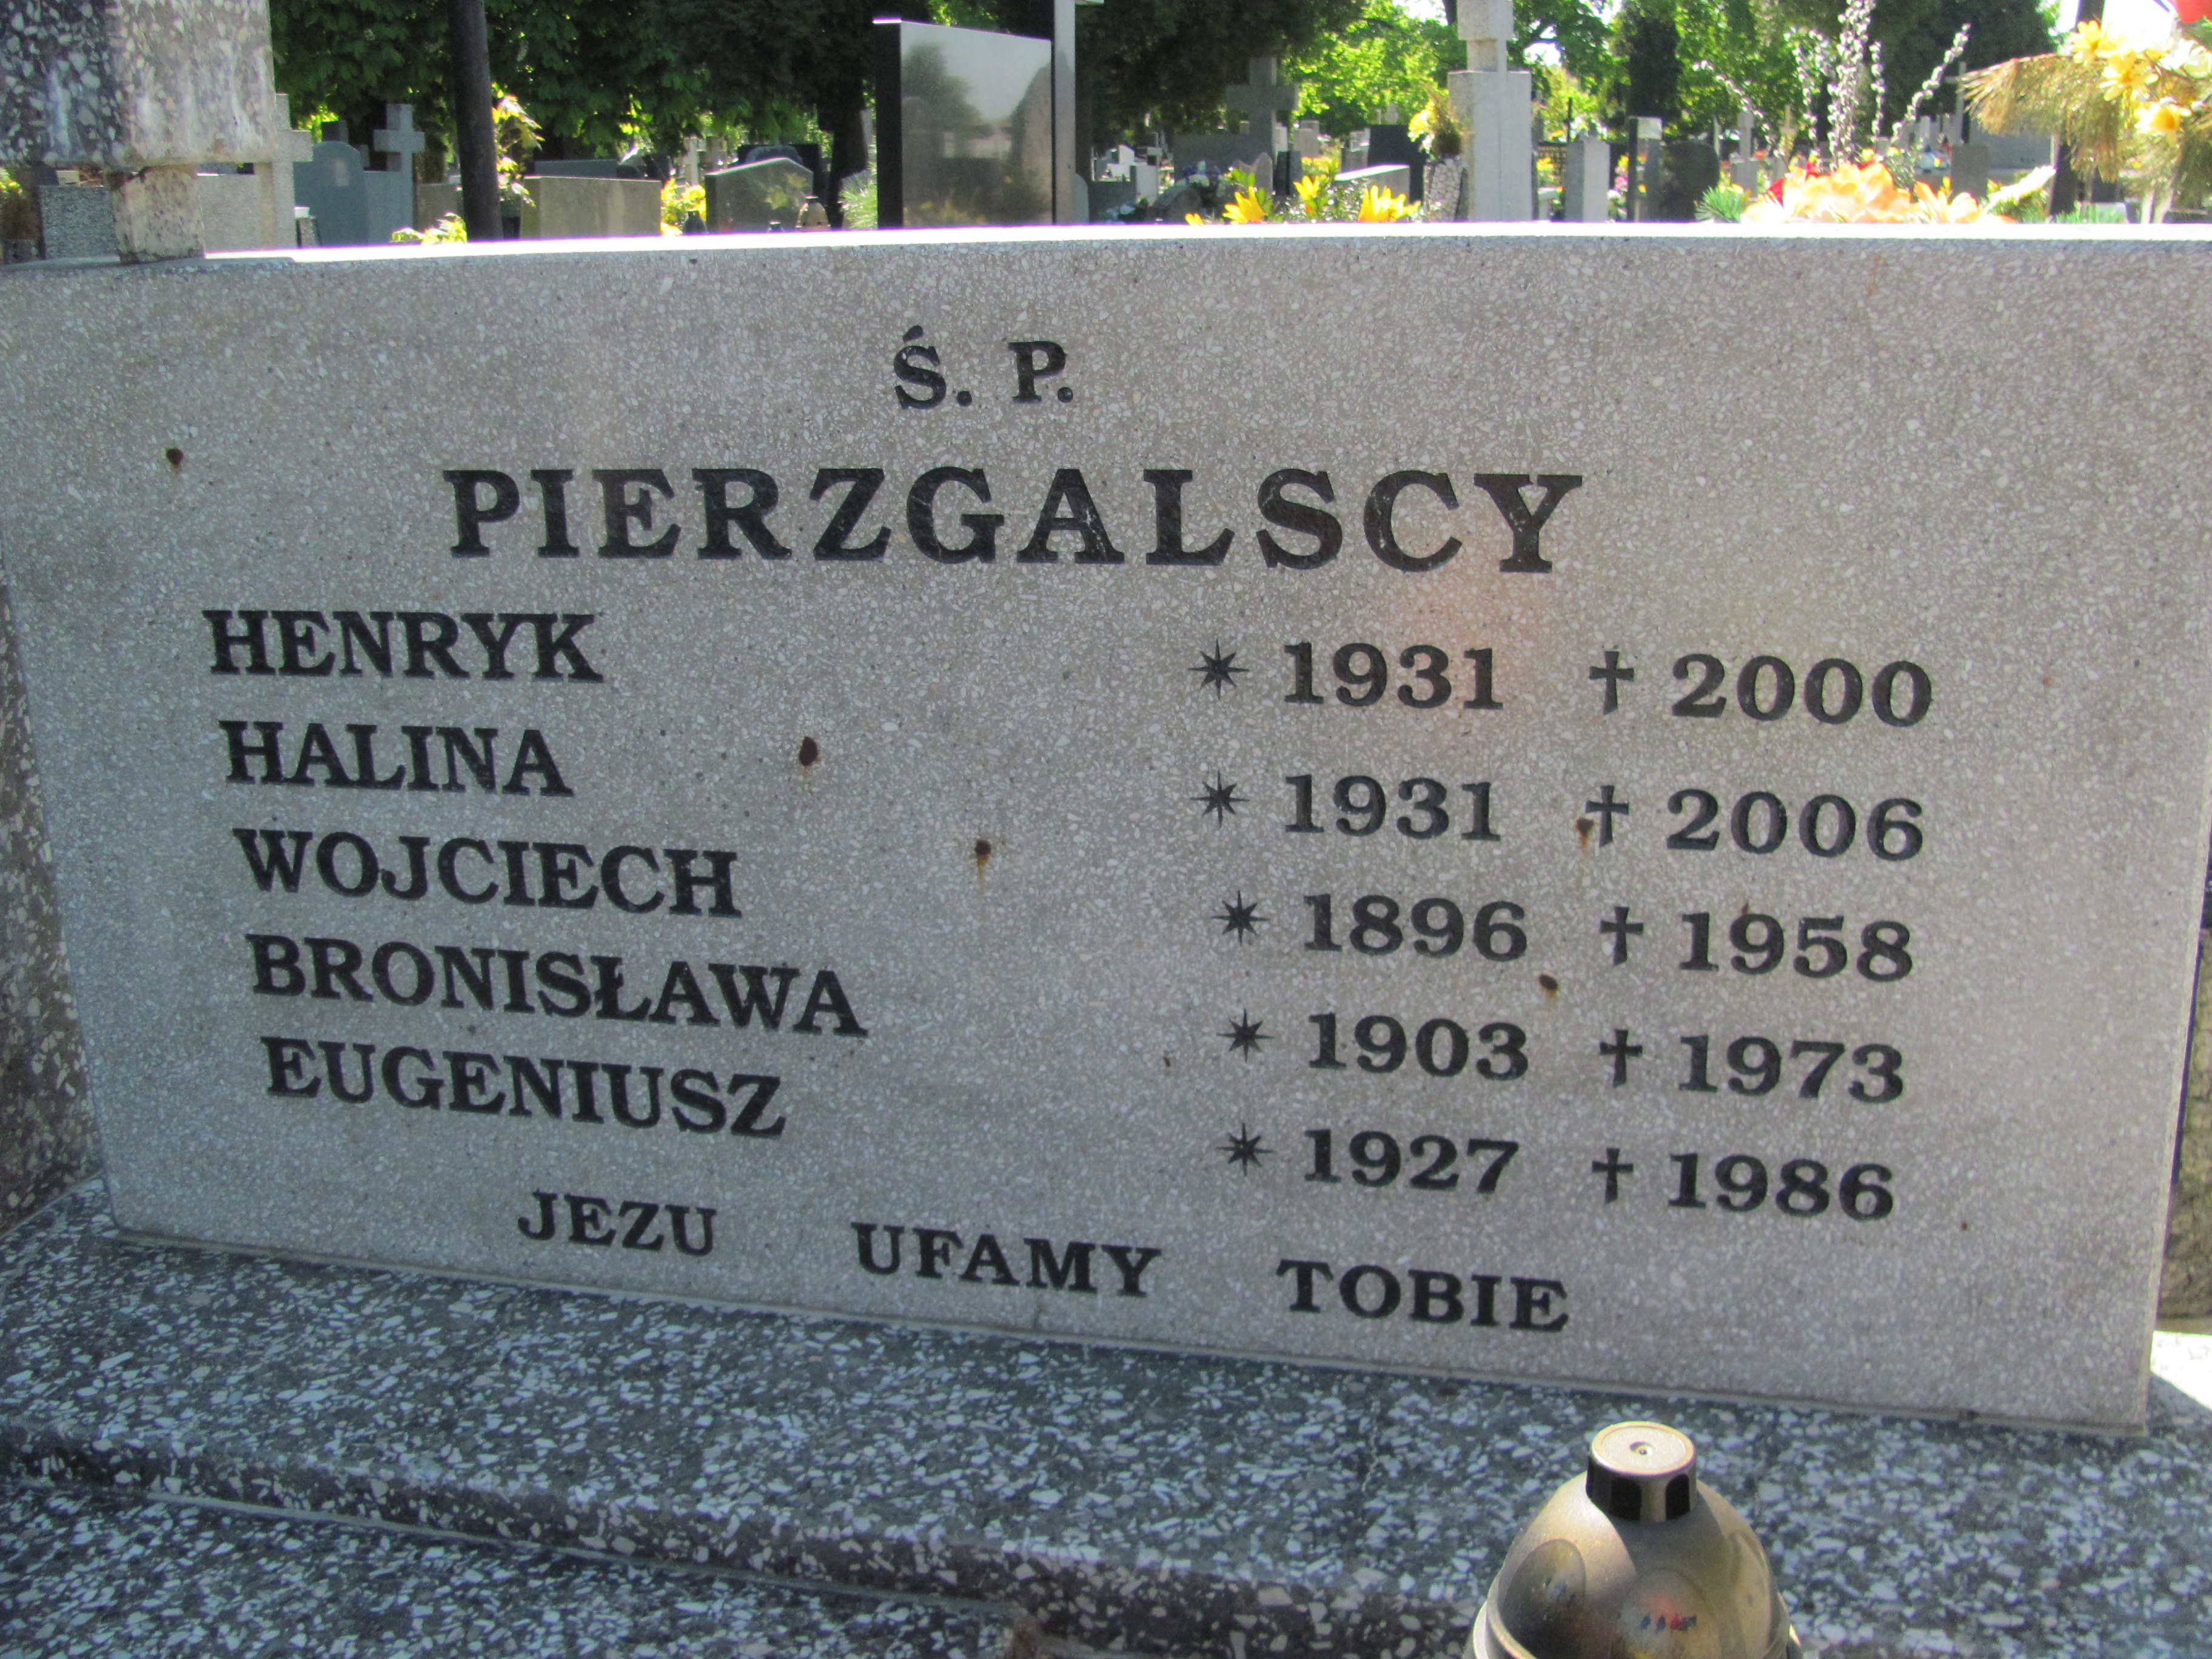 Ś. P.
PIERZGALSCY
HENRYK * 1931 † 2000
HALINA * 1931 † 2006
WOJCIECH * 1896 † 1958
BRONISŁAWA * 1903 † 1973
EUGENIUSZ * 1927 † 1986
JEZU UFAMY TOBIE